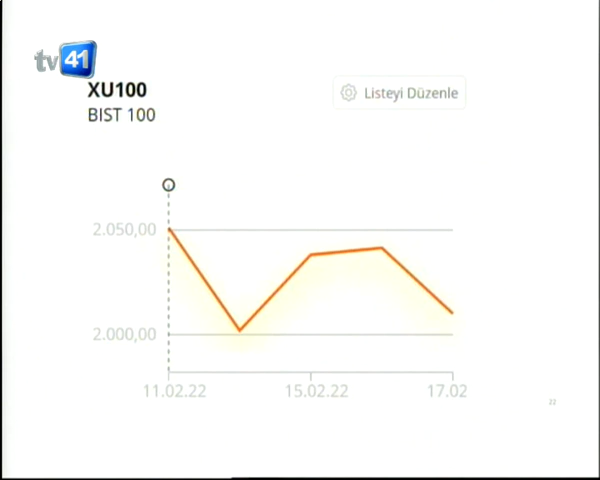 tv41
XU100
BIST 100
Listeyi Düzenle
2.050,00
2.000,00
11.02.22
15.02.22
17.02